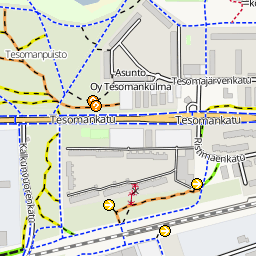 Tesomanpuisto
Asunto
Oy Tesomankulma
Tesomajärvenkatu
Tesomankatu
Tesomankatu
Ristimäenkatu
Kalkunvuorenkatu